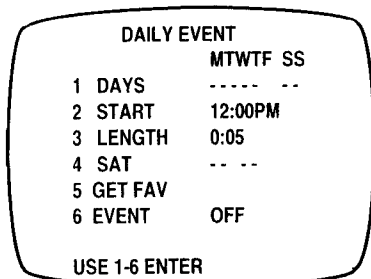 DAILY EVENT
MTWTF SS
1 DAYS ----- --
2 START 12:00PM
3 LENGTH 0:05
4 SAT -- --
5 GET FAV
6 EVENT OFF
USE 1-6 ENTER